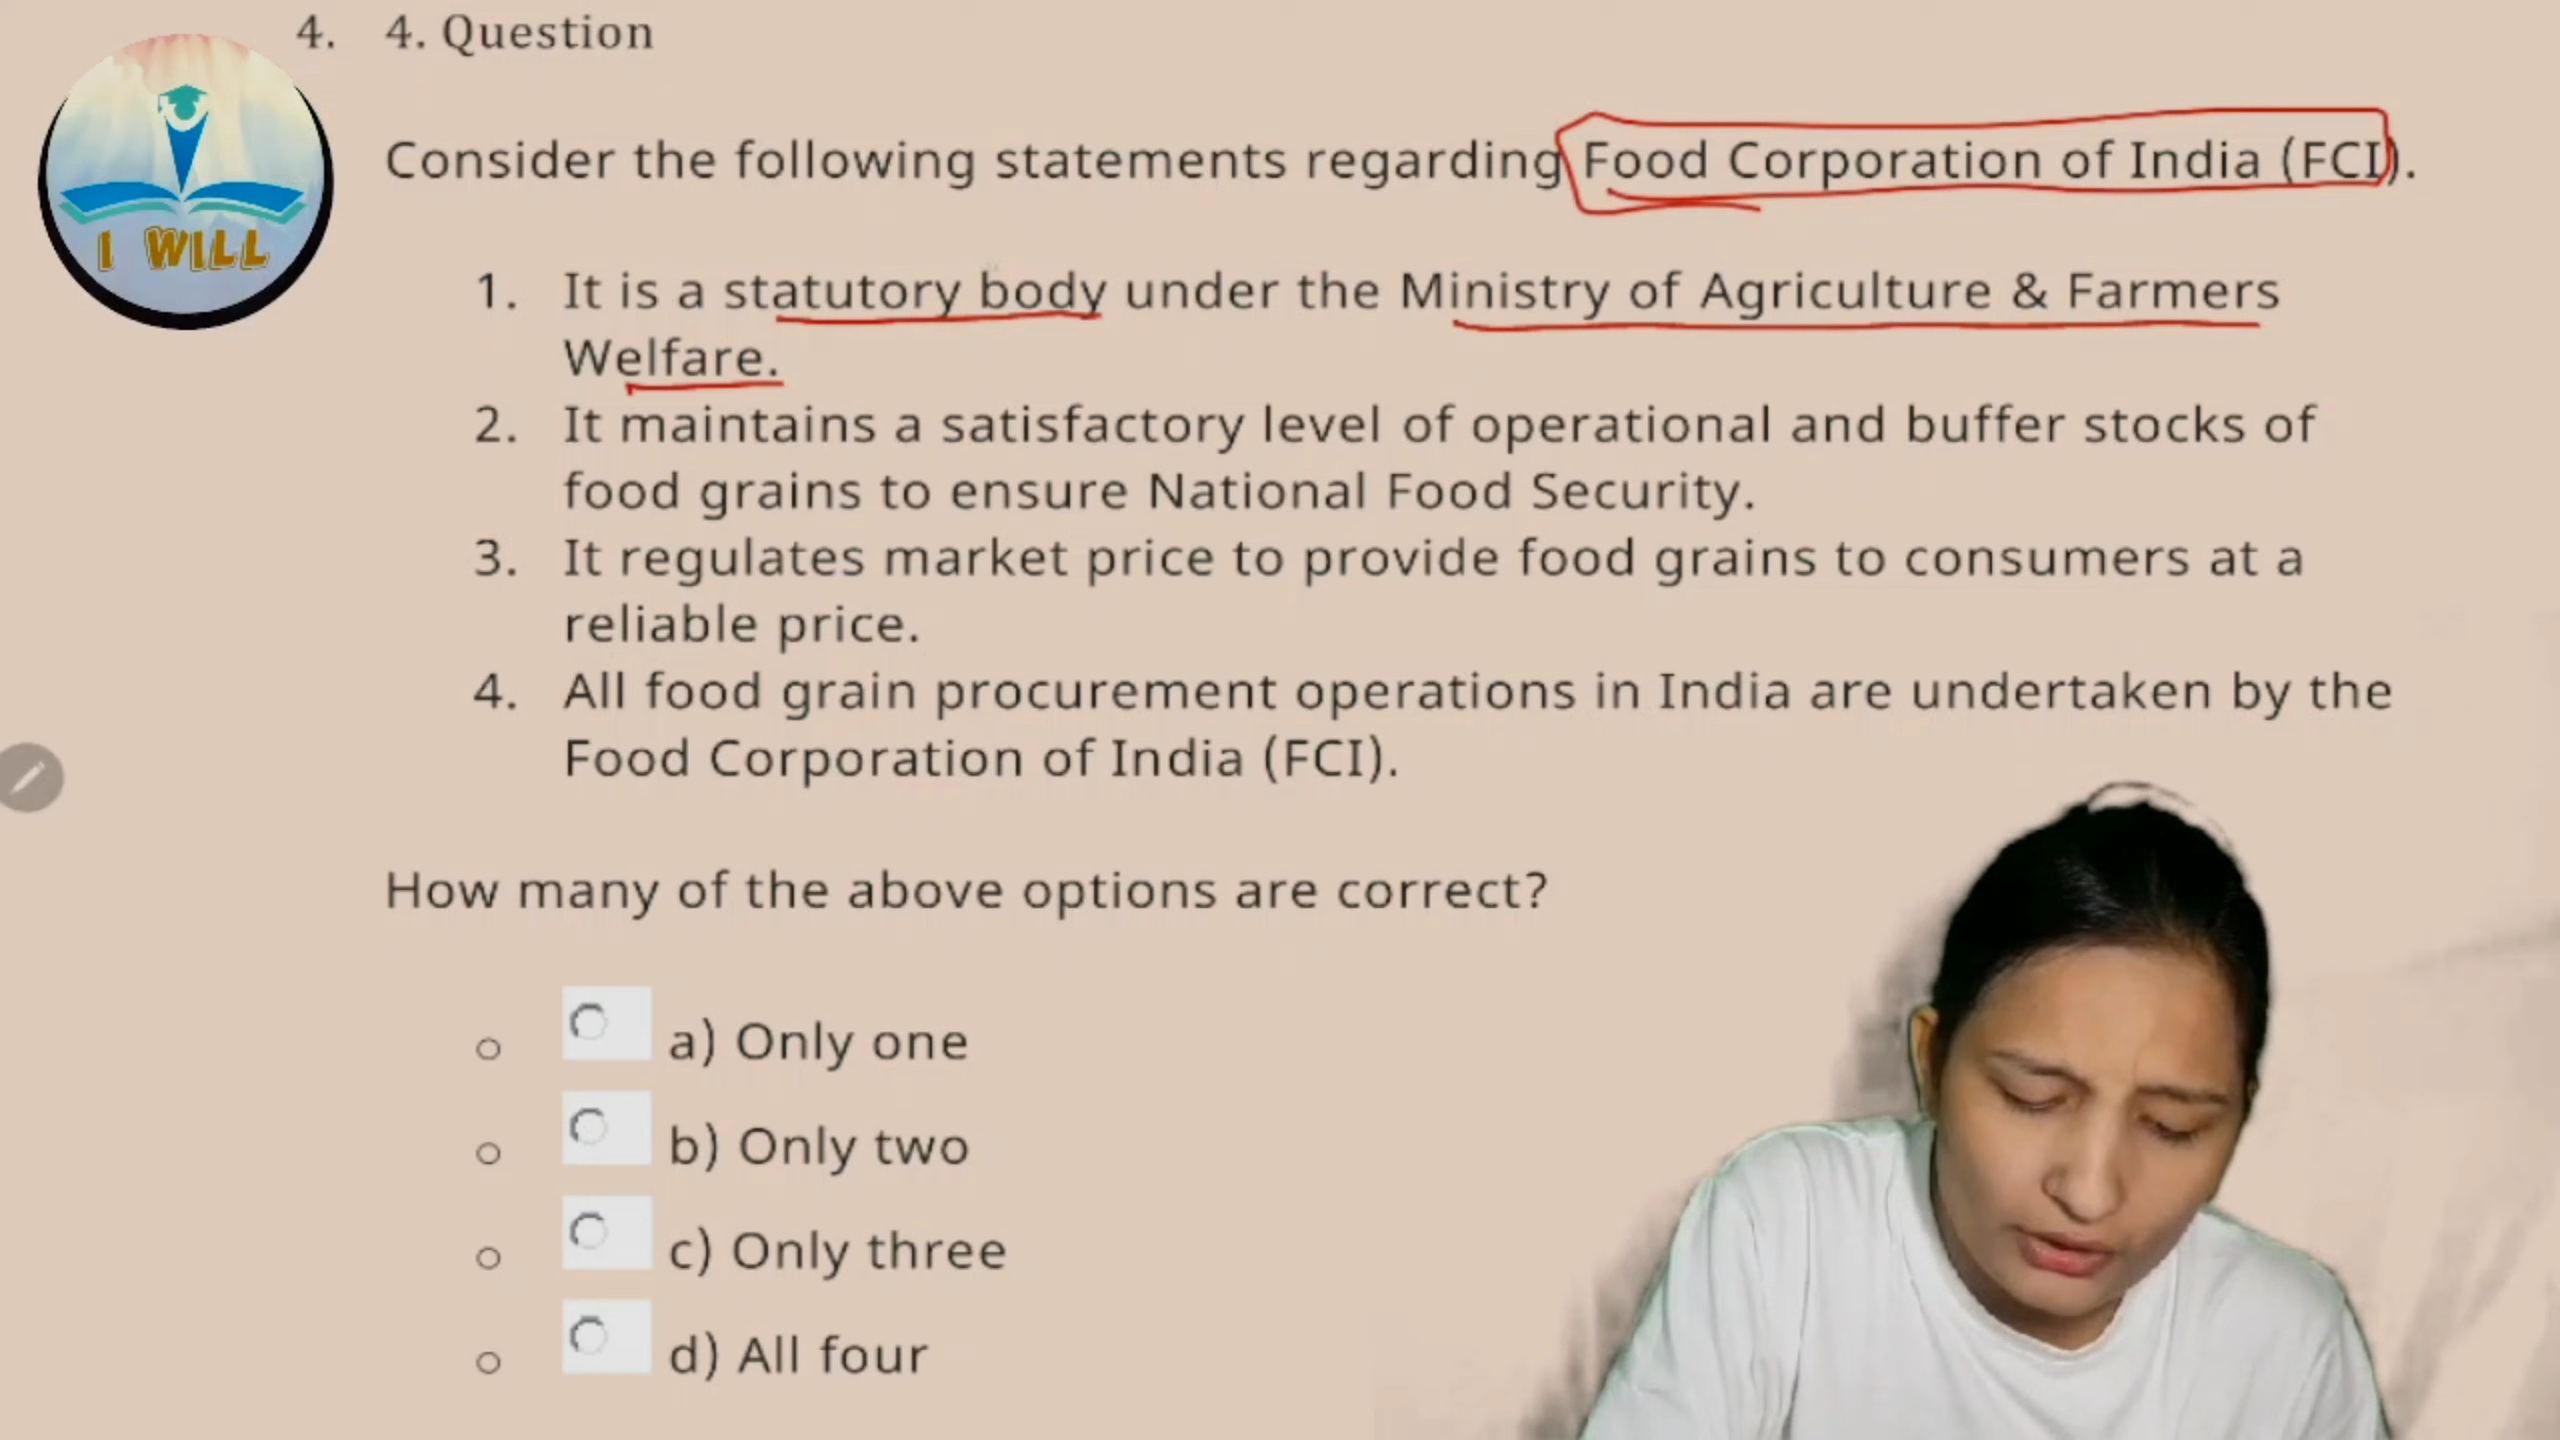 4. 4. Question
I WILL
Consider the following statements regarding Food Corporation of India (FCI).
1. It is a statutory body under the Ministry of Agriculture & Farmers
Welfare.
2. It maintains a satisfactory level of operational and buffer stocks of
food grains to ensure National Food Security.
3. It regulates market price to provide food grains to consumers at a
reliable price.
4. All food grain procurement operations in India are undertaken by the
Food Corporation of India (FCI).
How many of the above options are correct?
a) Only one
b) Only two
c) Only three
d) All four